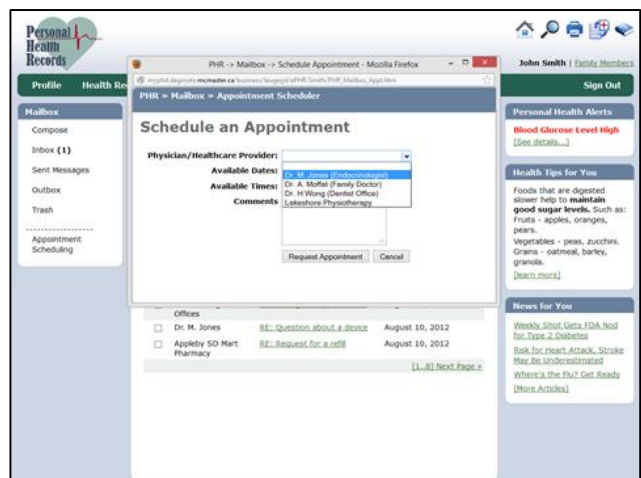 Personal
Health
Records
John Smith | Family Members
Profile Health Re
Sign Out
Mailbox
Compose
Inbox (1)
Sent Messages
Outbox
Trash
Appointment
Scheduling
PHR -> Mailbox -> Schedule Appointment - Mozilla Firefox
PHR » Mailbox » Appointment Scheduler
Schedule an Appointment
Physician/Healthcare Provider:
Available Dates:
Available Times:
Comments
Dr. M. Jones (Endocrinologist)
Dr. A. Moffat (Family Doctor)
Dr. H Wong (Dentist Office)
Lakeshore Physiotherapy
Request Appointment Cancel
Offices
Dr. M. Jones RE: Question about a device August 10, 2012
Appleby SD Mart RE: Request for a refill August 10, 2012
Pharmacy
[1..8] Next Page »
Personal Health Alerts
Blood Glucose Level High
[See details...]
Health Tips for You
Foods that are digested
slower help to maintain
good sugar levels. Such as:
Fruits - apples, oranges,
pears.
Vegetables - peas, zucchini.
Grains - oatmeal, barley,
granola.
[learn more]
News for You
Weekly Shot Gets FDA Nod
for Type 2 Diabetes
Risk for Heart Attack, Stroke
May Be Underestimated
Where's the Flu? Get Ready
[More Articles]